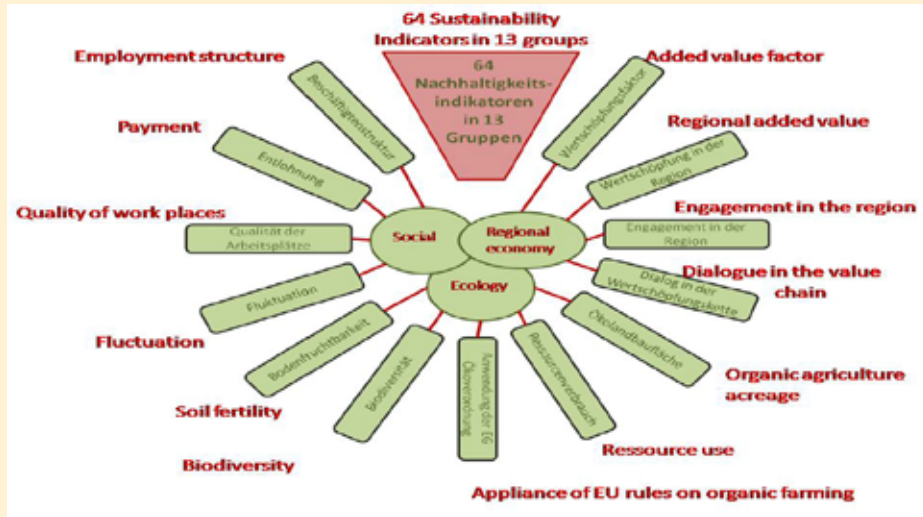 64 Sustainability
Indicators in 13 groups
64
Nachhaltigkeits-
indikatoren
in 13
Gruppen
Employment structure
Beschäftigtenstruktur
Payment
Entlohnung
Quality of work places
Qualität der
Arbeitsplätze
Fluctuation
Fluktuation
Soil fertility
Bodenfruchtbarkeit
Biodiversity
Biodiversität
Anwendung der EG
Ökoverordnung
Appliance of EU rules on organic farming
Ressourcenverbrauch
Ressource use
Ökolandbaufläche
Organic agriculture
acreage
Dialog in der
Wertschöpfungskette
Dialogue in the value
chain
Engagement in der
Region
Engagement in the region
Wertschöpfung in der
Region
Regional added value
Wertschöpfungsfaktor
Added value factor
Social
Regional
economy
Ecology